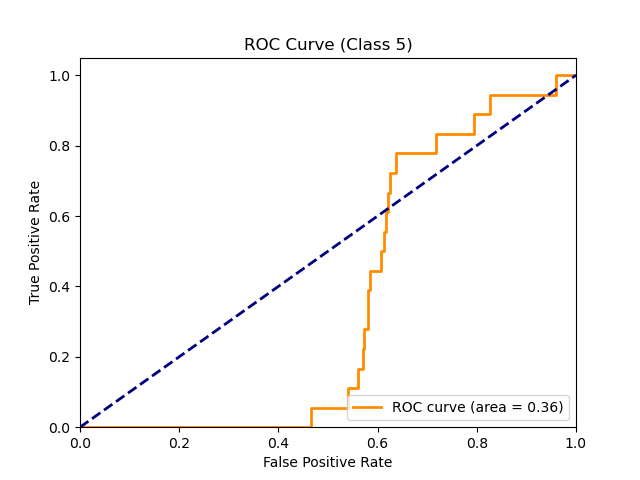 ROC Curve (Class 5)
True Positive Rate
1.0
0.8
0.6
0.4
0.2
0.0
ROC curve (area = 0.36)
0.0 0.2 0.4 0.6 0.8 1.0
False Positive Rate